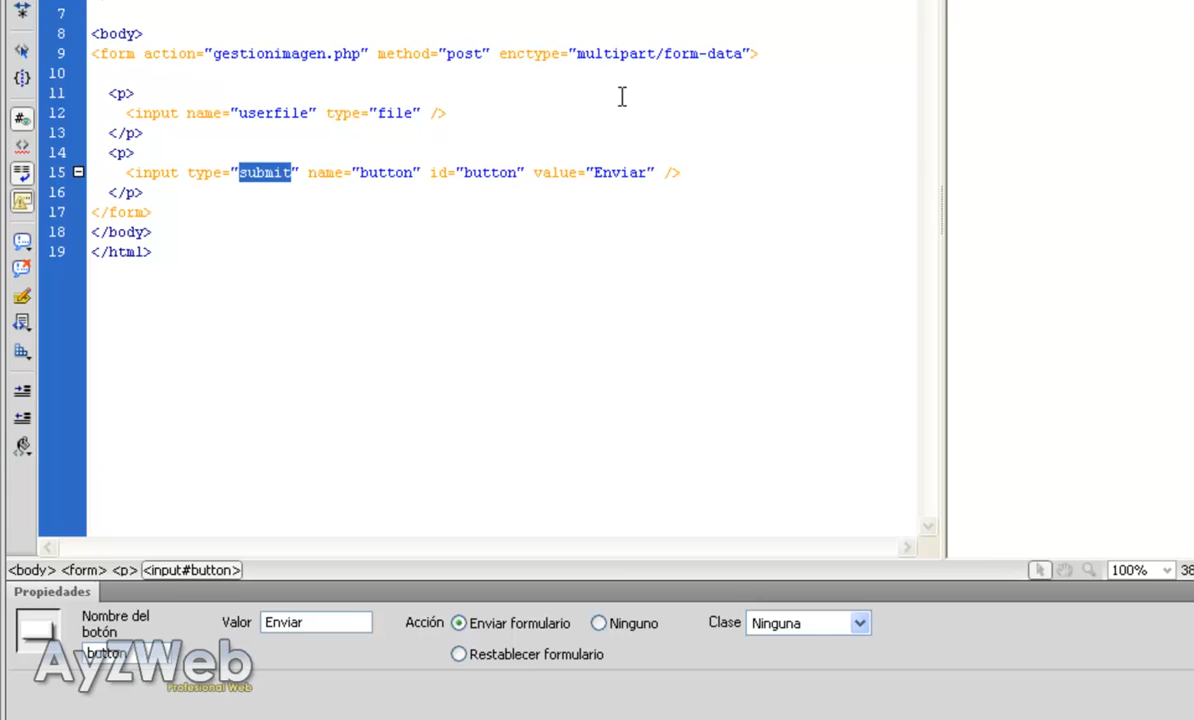 7
8 <body>
9 <form action="gestionimagen.php" method="post" enctype="multipart/form-data">
10
11 <p>
12 <input name="userfile" type="file" />
13 </p>
14 <p>
15 <input type="submit" name="button" id="button" value="Enviar" />
16 </p>
17 </form>
18 </body>
19 </html>
<body> <form> <p> <input#button> 100% 38
Propiedades
Nombre del botón Valor Enviar Acción Enviar formulario Ninguno Clase Ninguna
button Restablecer formulario
AyZWeb
Profesional Web